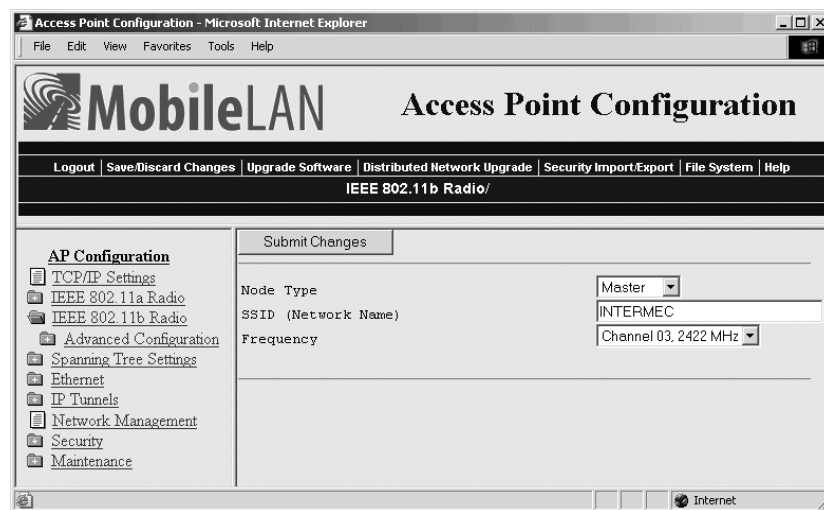 Access Point Configuration - Microsoft Internet Explorer
File Edit View Favorites Tools Help
MobileLAN Access Point Configuration
Logout | Save/Discard Changes | Upgrade Software | Distributed Network Upgrade | Security Import/Export | File System | Help
IEEE 802.11b Radio/
AP Configuration
TCP/IP Settings
IEEE 802.11a Radio
IEEE 802.11b Radio
Advanced Configuration
Spanning Tree Settings
Ethernet
IP Tunnels
Network Management
Security
Maintenance
Submit Changes
Node Type Master
SSID (Network Name) INTERMEC
Frequency Channel 03, 2422 MHz
Internet